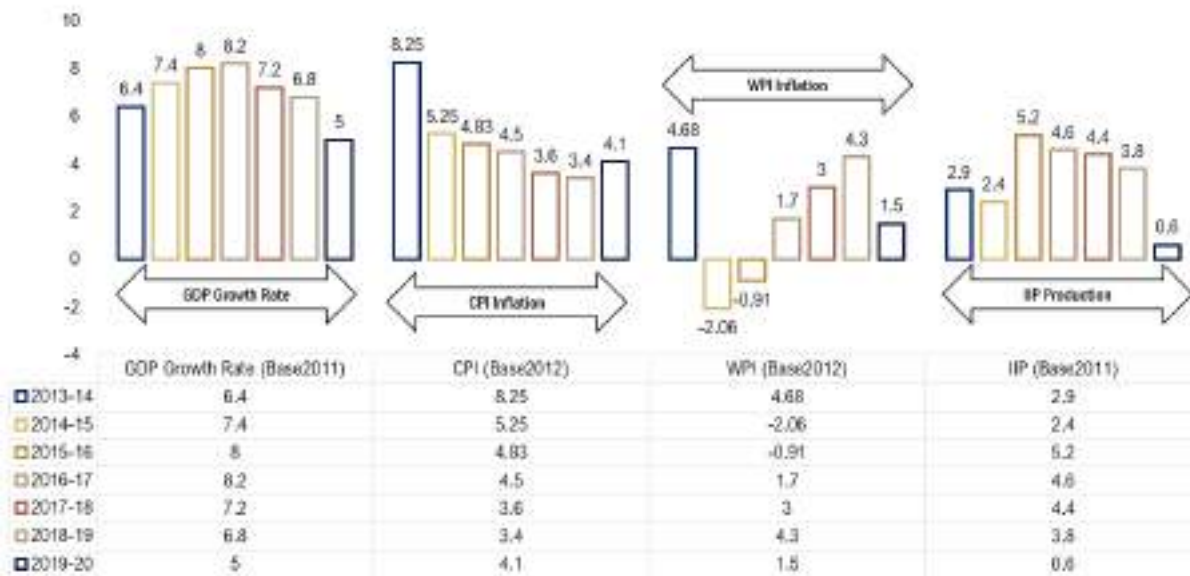 10
8
6
4
2
0
-2
-4
6.4 7.4 8 8.2 7.2 6.8 5
8.25 5.25 4.83 4.5 3.6 3.4 4.1
4.68 -2.06 -0.91 1.7 3 4.3 1.5
2.9 2.4 5.2 4.6 4.4 3.8 0.6
GDP Growth Rate
CPI Inflation
WPI Inflation
IIP Production
GDP Growth Rate (Base2011) CPI (Base2012) WPI (Base2012) IIP (Base2011)
2013-14 6.4 8.25 4.68 2.9
2014-15 7.4 5.25 -2.06 2.4
2015-16 8 4.83 -0.91 5.2
2016-17 8.2 4.5 1.7 4.6
2017-18 7.2 3.6 3 4.4
2018-19 6.8 3.4 4.3 3.8
2019-20 5 4.1 1.5 0.6